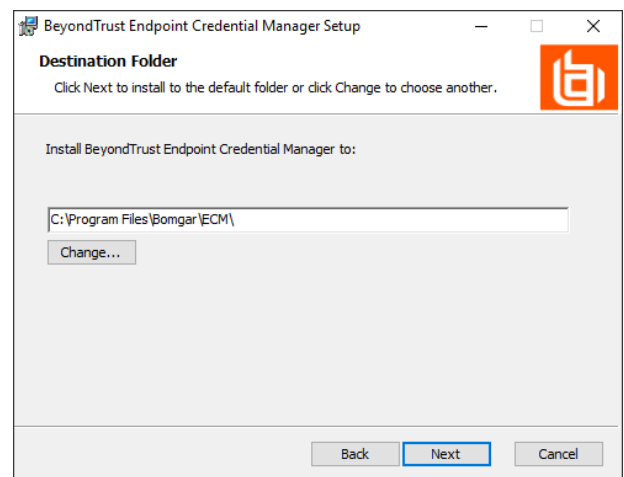 BeyondTrust Endpoint Credential Manager Setup
Destination Folder
Click Next to install to the default folder or click Change to choose another.
Install BeyondTrust Endpoint Credential Manager to:
C:\Program Files\Bomgar\ECM\
Change...
Back Next Cancel